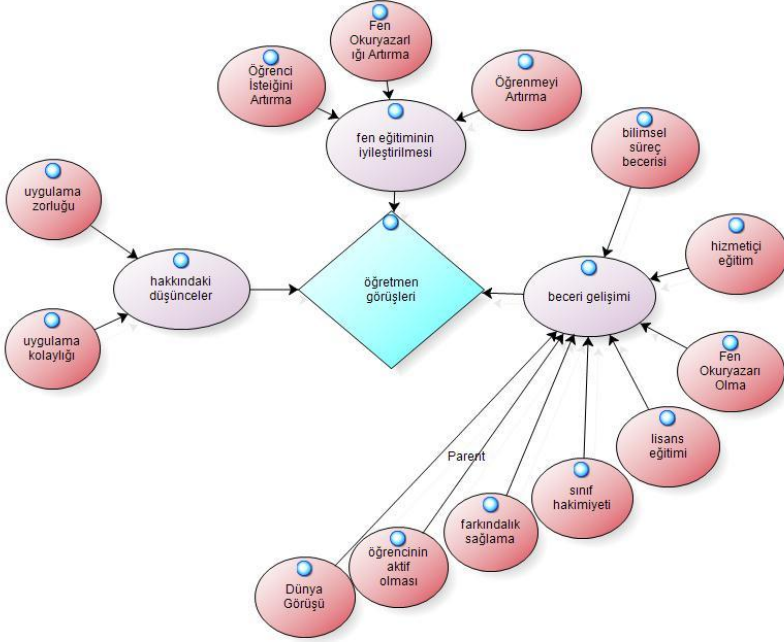 Fen
Okuryazarl
ığı Artırma
Öğrenci
İsteiğini
Artırma
Öğrenmeyi
Artırma
fen eğitiminin
iyileştirilmesi
bilimsel
süreç
becerisi
uygulama
zorluğu
hizmetiçi
eğitim
hakkındaki
düşünceler
öğretmen
görüşleri
beceri gelişimi
uygulama
kolaylığı
Fen
Okuryazarı
Olma
lisans
eğitimi
Parent
sınıf
hakimiyeti
farkındalık
sağlama
öğrencinin
aktif
olması
Dünya
Görüşü